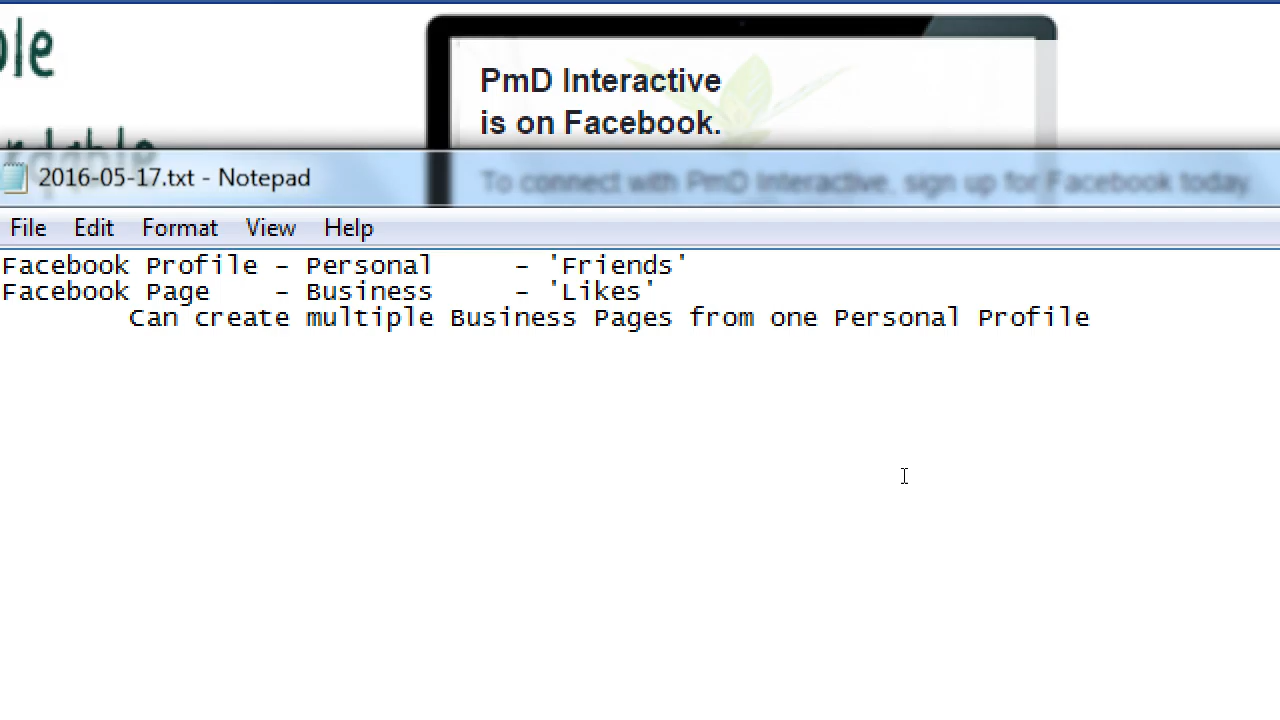 ble
rdable
PmD Interactive
is on Facebook.
2016-05-17.txt - Notepad
To connect with PmD Interactive, sign up for Facebook today.
File Edit Format View Help
Facebook Profile - Personal - 'Friends'
Facebook Page - Business - 'Likes'
Can create multiple Business Pages from one Personal Profile